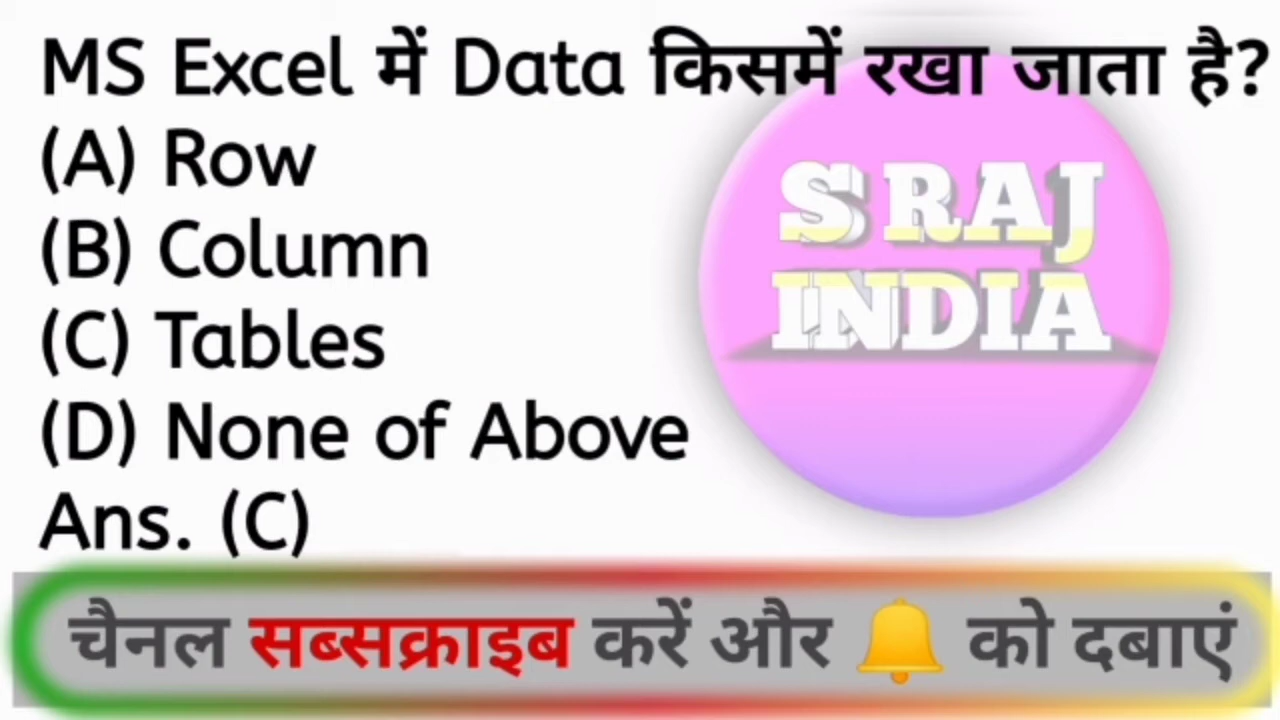 MS Excel में Data किसमें रखा जाता है?
(A) Row
(B) Column
(C) Tables
(D) None of Above
Ans. (C)
S RAJ
INDIA
चैनल सब्सक्राइब करें और 🔔 को दबाएं